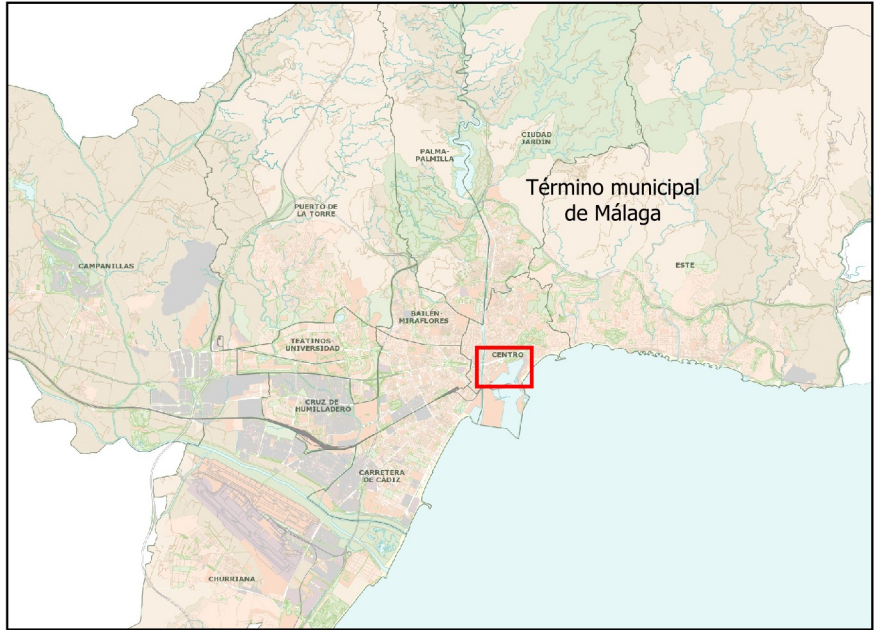 CIUDAD
JARDIN
PALMA-
PALMILLA
Término municipal
de Málaga
PUERTO DE
LA TORRE
CAMPANILLAS
ESTE
BAILÉN-
MIRAFLORES
TEATINOS-
UNIVERSIDAD
CENTRO
CRUZ DE
HUMILLADERO
CARRETERA
DE CÁDIZ
CHURRIANA